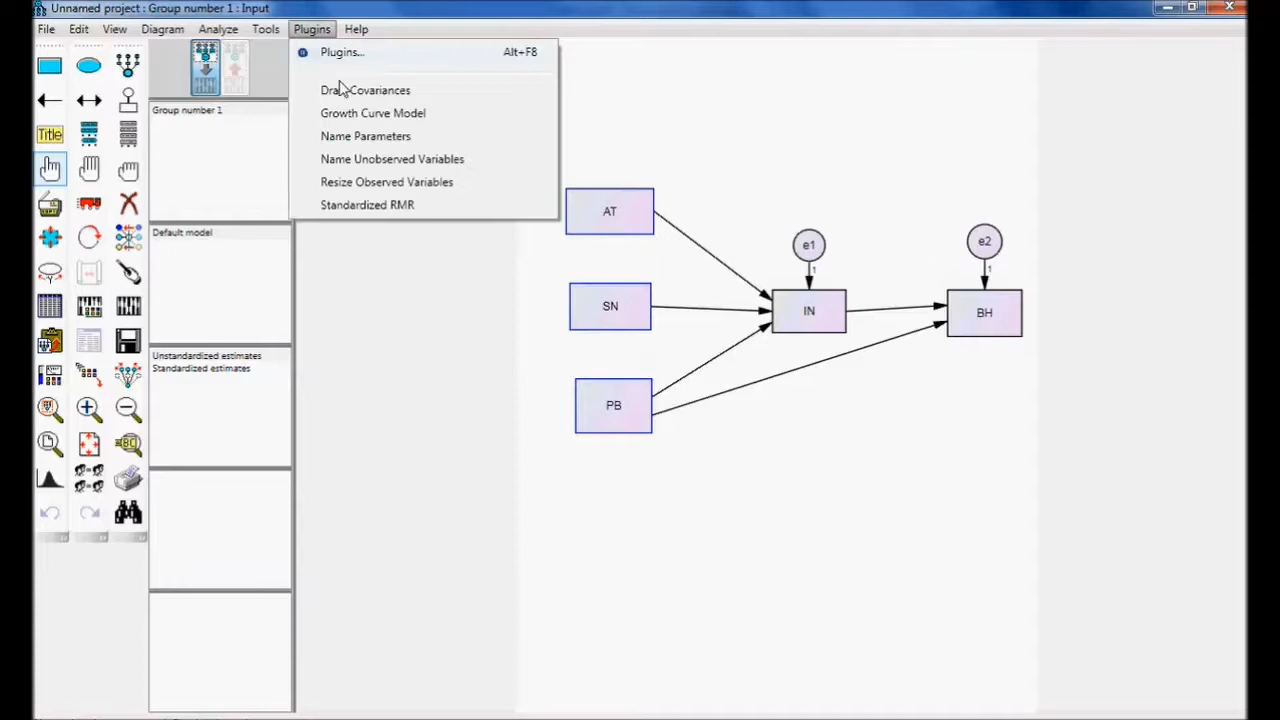 Unnamed project : Group number 1 : Input
File Edit View Diagram Analyze Tools Plugins Help
Plugins... Alt+F8
Draw Covariances
Growth Curve Model
Name Parameters
Name Unobserved Variables
Resize Observed Variables
Standardized RMR
Title
Group number 1
Default model
Unstandardized estimates
Standardized estimates
AT
SN
PB
e1
1
IN
e2
1
BH